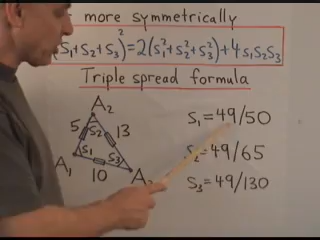 more symmetrically
(S₁+S₂+S₃)²=2(S₁²+S₂²+S₃²)+4S₁S₂S₃
Triple spread formula
A₂
S₁=49/50
5 S₂ 13
S₂=49/65
S₁ S₃
A₁ 10
S₃=49/130